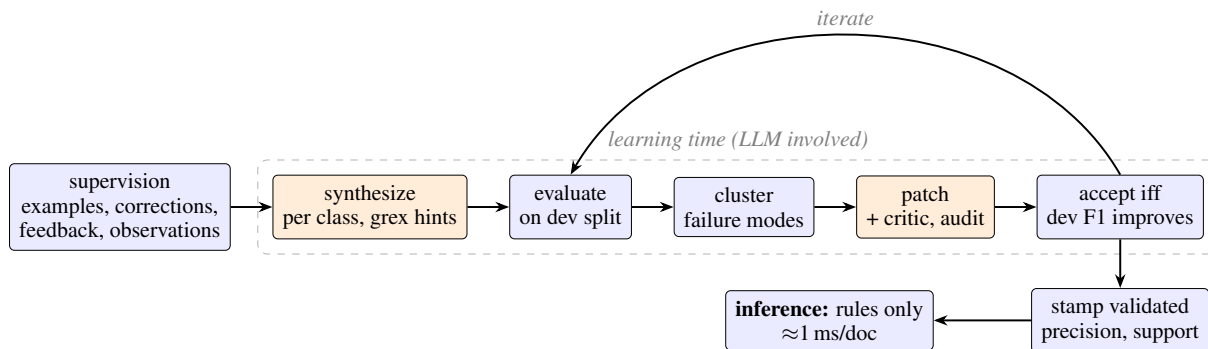 iterate
learning time (LLM involved)
supervision
examples, corrections,
feedback, observations
synthesize
per class, grex hints
evaluate
on dev split
cluster
failure modes
patch
+ critic, audit
accept iff
dev F1 improves
inference: rules only
≈1 ms/doc
stamp validated
precision, support